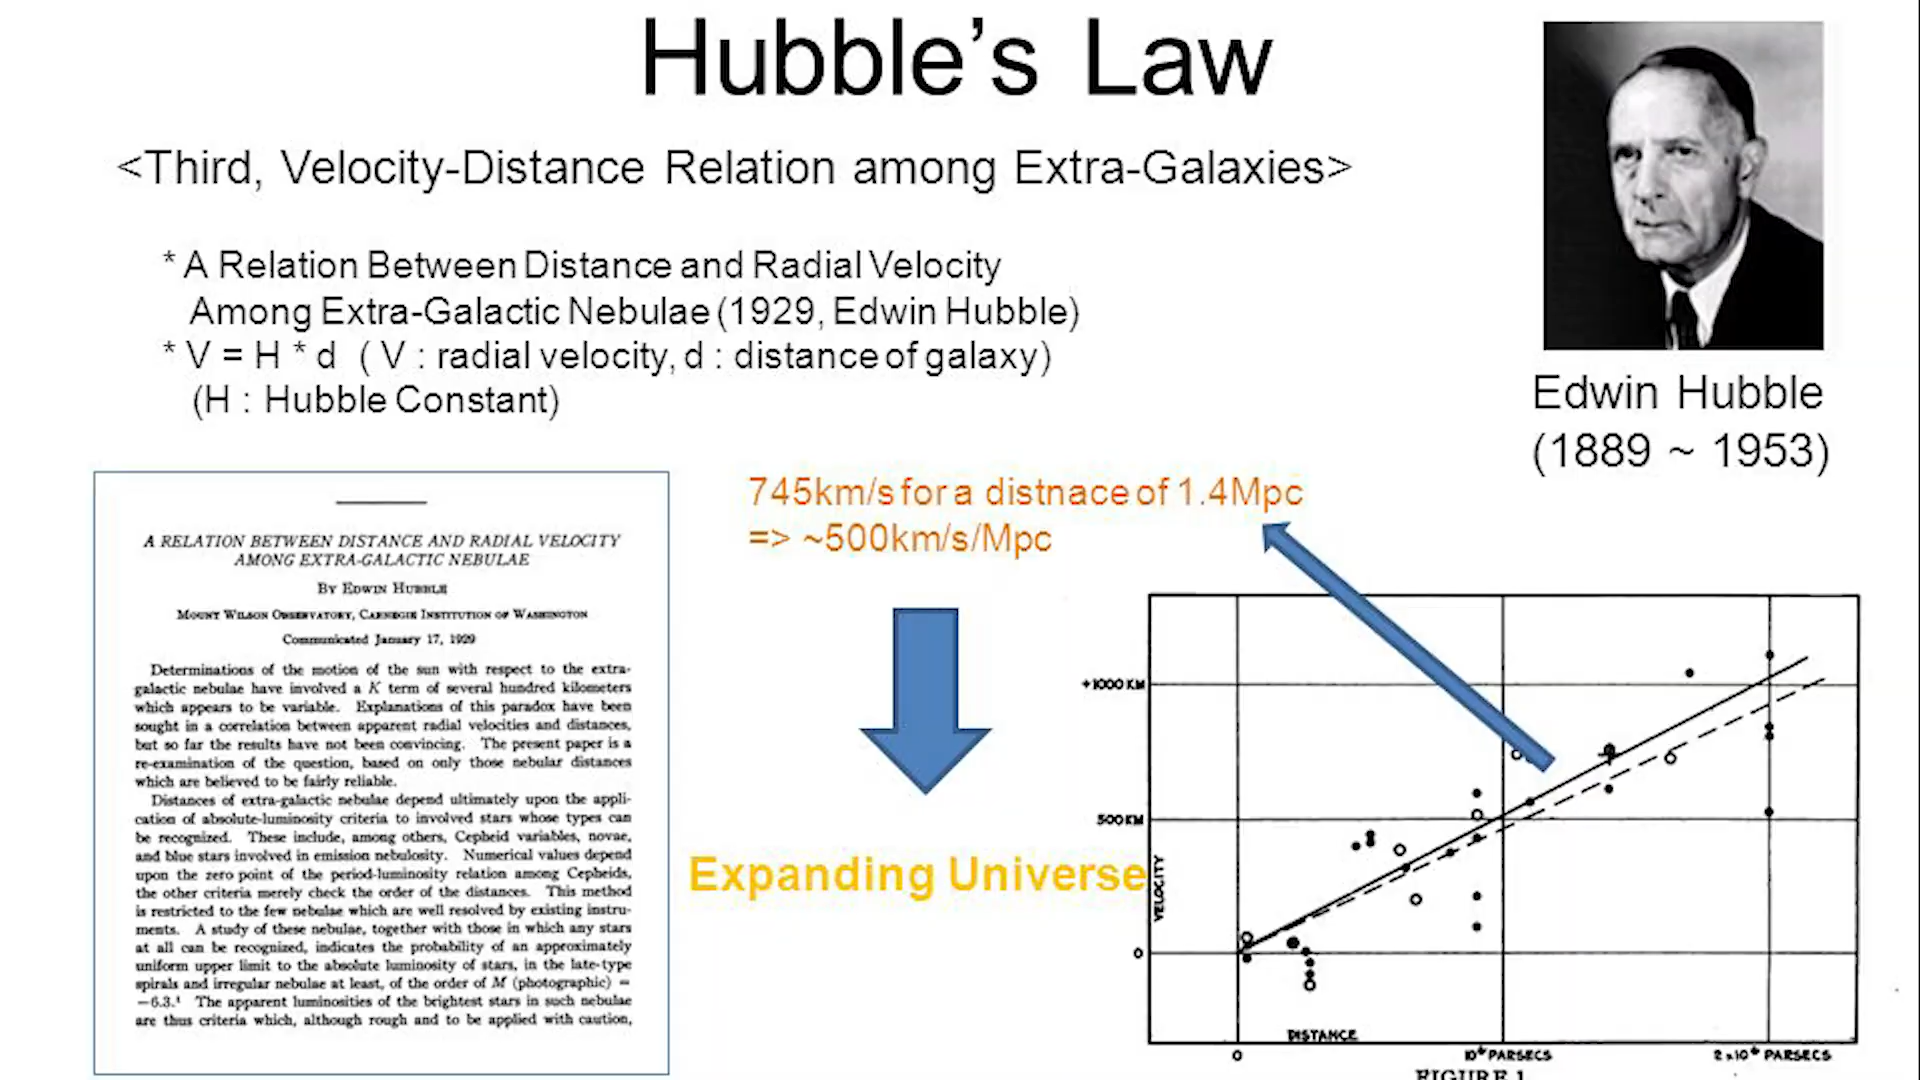 Hubble's Law
<Third, Velocity-Distance Relation among Extra-Galaxies>
* A Relation Between Distance and Radial Velocity
Among Extra-Galactic Nebulae (1929, Edwin Hubble)
* V = H * d ( V : radial velocity, d : distance of galaxy)
(H : Hubble Constant)
Edwin Hubble
(1889 ~ 1953)
A RELATION BETWEEN DISTANCE AND RADIAL VELOCITY
AMONG EXTRA-GALACTIC NEBULAE
By Edwin Hubble
Mount Wilson Observatory, Carnegie Institution of Washington
Communicated January 17, 1929
Determinations of the motion of the sun with respect to the extra-
galactic nebulae have involved a K term of several hundred kilometers
which appears to be variable. Explanations of this paradox have been
sought in a correlation between apparent radial velocities and distances,
but so far the results have not been convincing. The present paper is a
re-examination of the question, based on only those nebular distances
which are believed to be fairly reliable.
Distances of extra-galactic nebulae depend ultimately upon the appli-
cation of absolute-luminosity criteria to involved stars whose types can
be recognized. These include, among others, Cepheid variables, novae,
and blue stars involved in emission nebulosity. Numerical values depend
upon the zero point of the period-luminosity relation among Cepheids,
the other criteria merely check the order of the distances. This method
is restricted to the few nebulae which are well resolved by existing instru-
ments. A study of these nebulae, together with those in which any stars
at all can be recognized, indicates the probability of an approximately
uniform upper limit to the absolute luminosity of stars, in the late-type
spirals and irregular nebulae at least, of the order of M (photographic) =
−6.3.¹ The apparent luminosities of the brightest stars in such nebulae
are thus criteria which, although rough and to be applied with caution,
745km/s for a distnace of 1.4Mpc
=> ~500km/s/Mpc
Expanding Universe
+1000 KM
500 KM
0
VELOCITY
DISTANCE
0
10⁶ PARSECS
2x10⁶ PARSECS
FIGURE 1